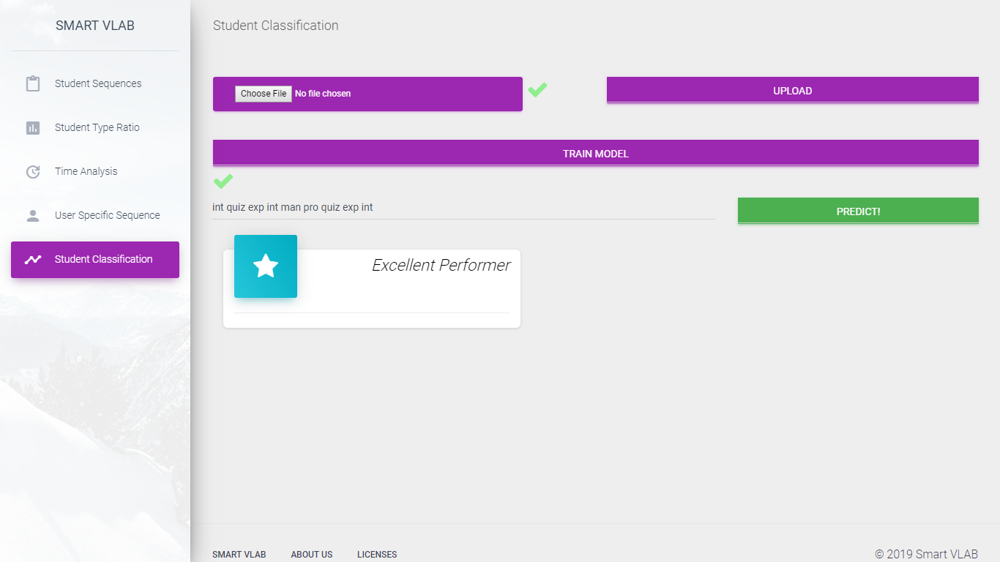 SMART VLAB
Student Sequences
Student Type Ratio
Time Analysis
User Specific Sequence
Student Classification
Student Classification
Choose File No file chosen
UPLOAD
TRAIN MODEL
int quiz exp int man pro quiz exp int
PREDICT!
Excellent Performer
SMART VLAB ABOUT US LICENSES
© 2019 Smart VLAB